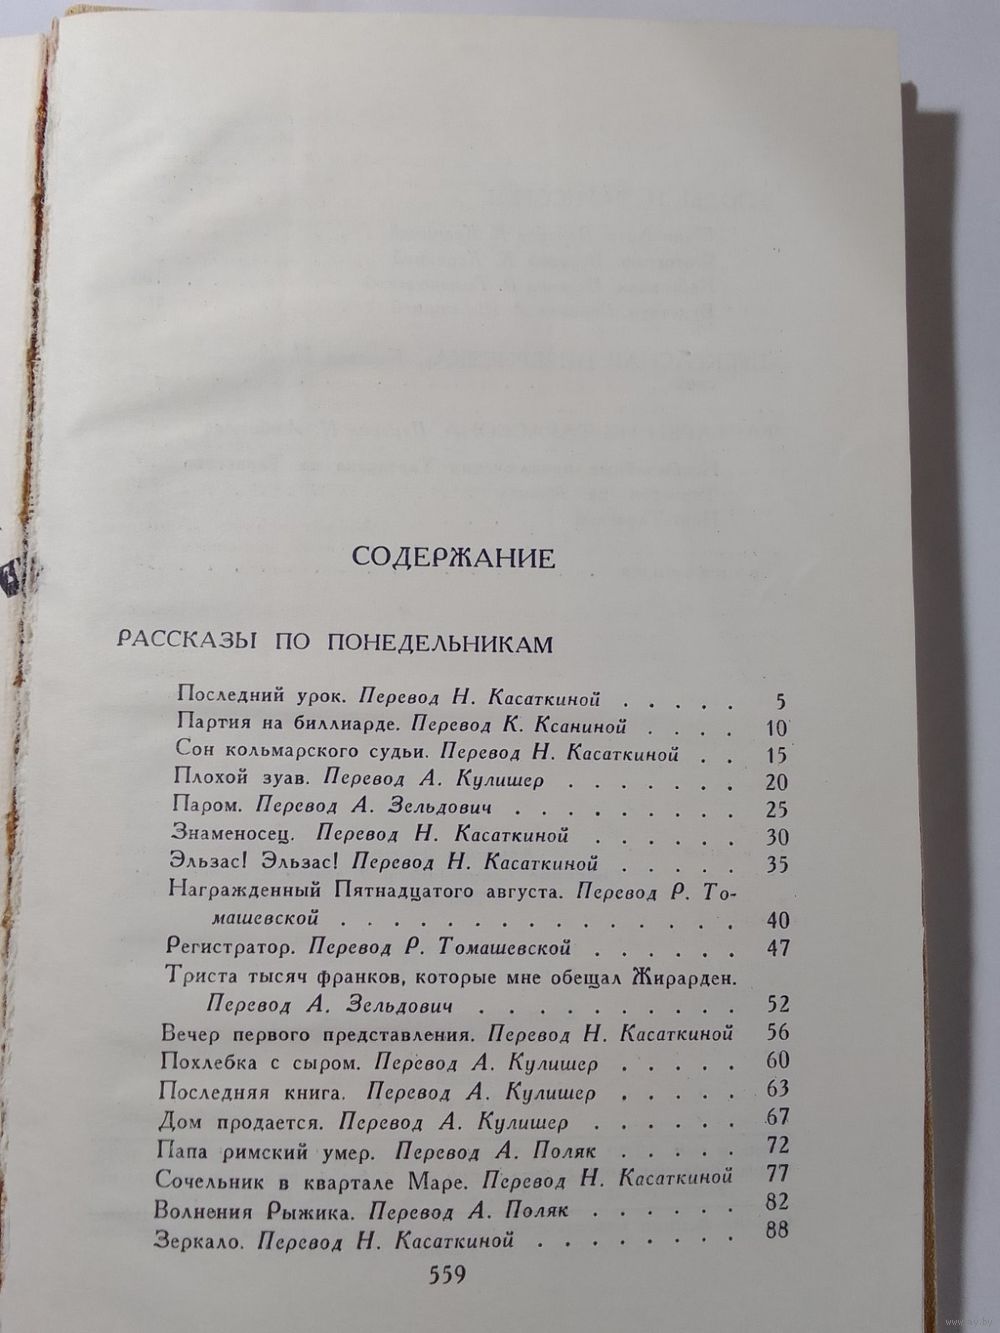 СОДЕРЖАНИЕ
РАССКАЗЫ ПО ПОНЕДЕЛЬНИКАМ
Последний урок. Перевод Н. Касаткиной . . . . . 5
Партия на биллиарде. Перевод К. Ксаниной . . . . 10
Сон кольмарского судьи. Перевод Н. Касаткиной . . 15
Плохой зуав. Перевод А. Кулишер . . . . . . . 20
Паром. Перевод А. Зельдович . . . . . . . . . 25
Знаменосец. Перевод Н. Касаткиной . . . . . . 30
Эльзас! Эльзас! Перевод Н. Касаткиной . . . . . 35
Награжденный Пятнадцатого августа. Перевод Р. То-
машевской . . . . . . . . . . . . . . . 40
Регистратор. Перевод Р. Томашевской . . . . . . 47
Триста тысяч франков, которые мне обещал Жирарден.
Перевод А. Зельдович . . . . . . . . . . 52
Вечер первого представления. Перевод Н. Касаткиной 56
Похлебка с сыром. Перевод А. Кулишер . . . . . 60
Последняя книга. Перевод А. Кулишер . . . . . 63
Дом продается. Перевод А. Кулишер . . . . . . 67
Папа римский умер. Перевод А. Поляк . . . . . 72
Сочельник в квартале Маре. Перевод Н. Касаткиной 77
Волнения Рыжика. Перевод А. Поляк . . . . . . 82
Зеркало. Перевод Н. Касаткиной . . . . . . . . 88
559
www.ay.by